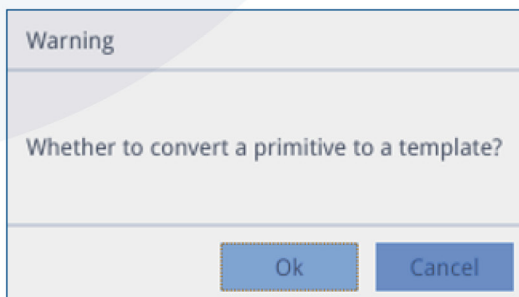 Warning
Whether to convert a primitive to a template?
Ok
Cancel